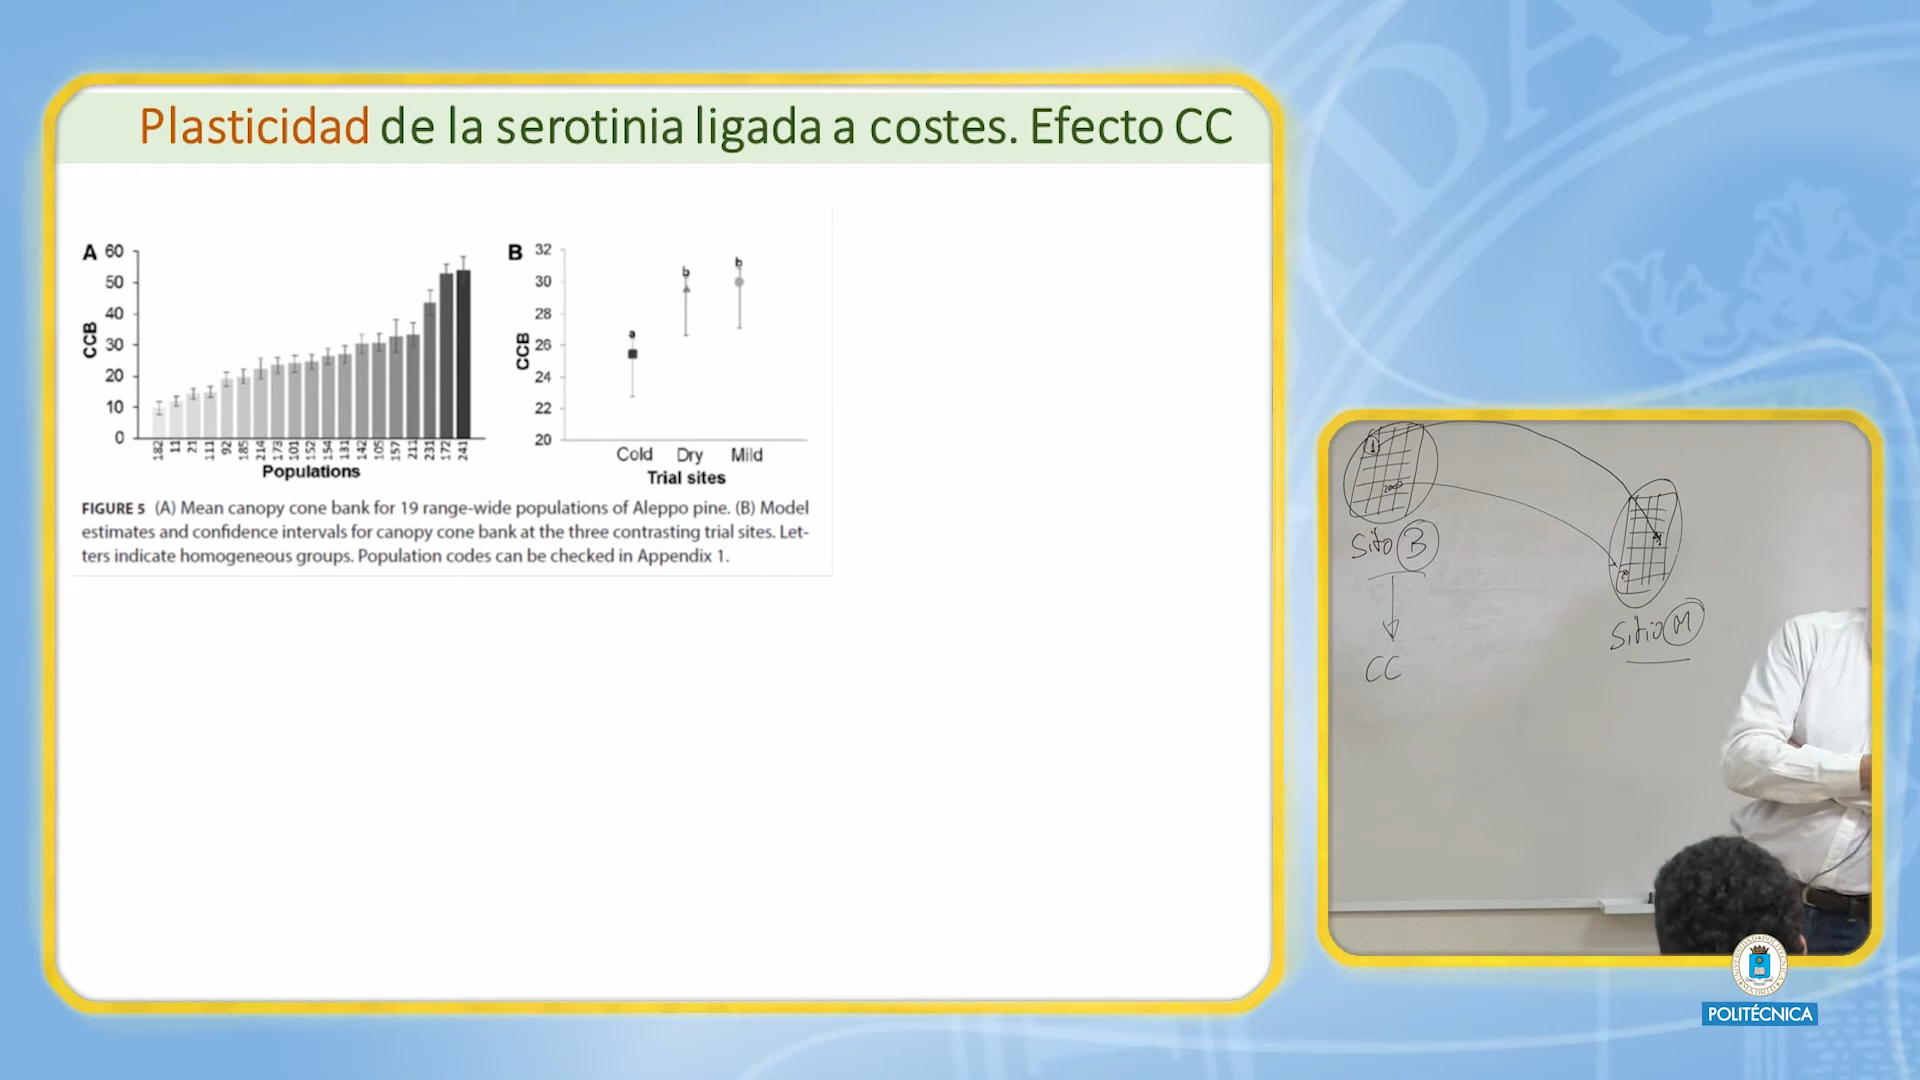 Plasticidad de la serotinia ligada a costes. Efecto CC
A
60
50
40
30
20
10
0
CCB
182 11 21 111 92 185 214 173 101 152 154 131 142 105 157 211 231 172 241
Populations
B
32
30
28
26
24
22
20
CCB
a
b
b
Cold Dry Mild
Trial sites
FIGURE 5 (A) Mean canopy cone bank for 19 range-wide populations of Aleppo pine. (B) Model
estimates and confidence intervals for canopy cone bank at the three contrasting trial sites. Let-
ters indicate homogeneous groups. Population codes can be checked in Appendix 1.
Sitio B
CC
Sitio M
POLITÉCNICA